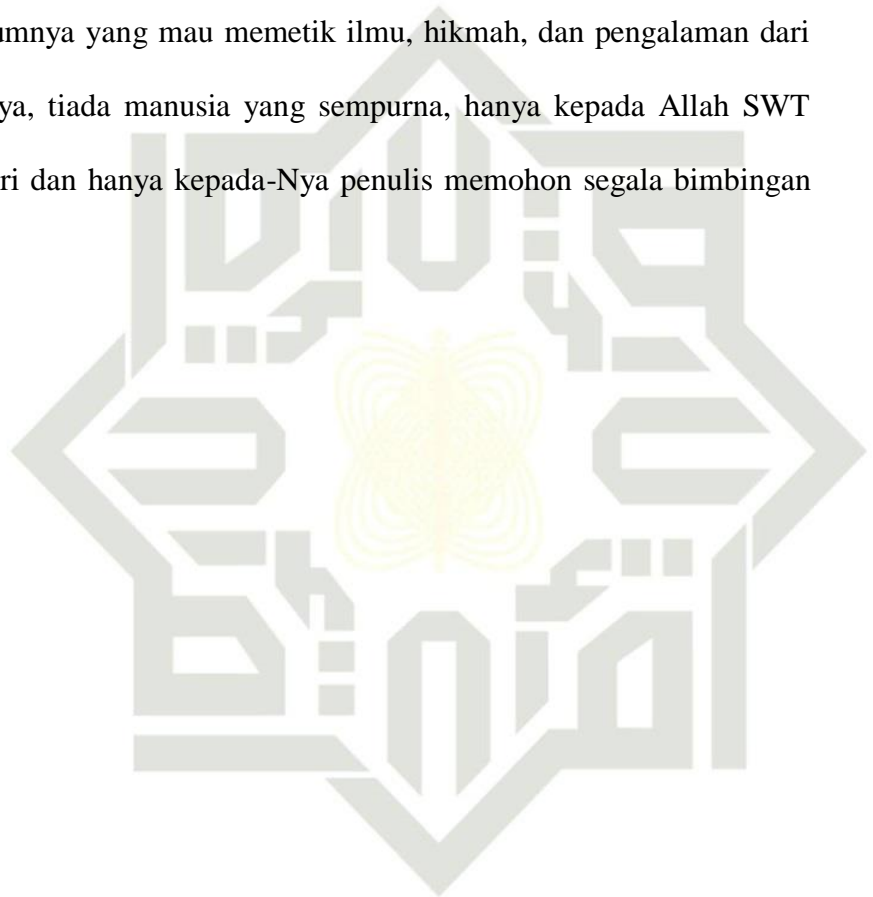 umnya yang mau memetik ilmu, hikmah, dan pengalaman dari
ya, tiada manusia yang sempurna, hanya kepada Allah SWT
ri dan hanya kepada-Nya penulis memohon segala bimbingan